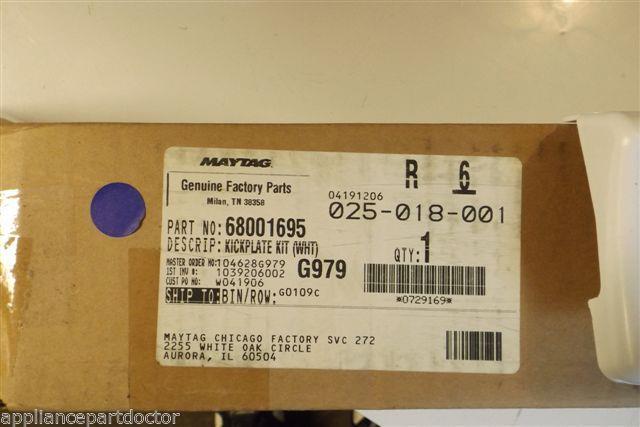 MAYTAG
Genuine Factory Parts
Milan, TN 38358
R 6
04191206
025-018-001
PART NO: 68001695
DESCRIP: KICKPLATE KIT (WHT)
QTY: 1
MASTER ORDER NO: 104628G979
1ST INV #: 1039206002
G979
CUST PO NO: W041906
SHIP TO: BIN/ROW: G0109C
*0729169*
MAYTAG CHICAGO FACTORY SVC 272
2255 WHITE OAK CIRCLE
AURORA, IL 60504
appliancepartdoctor